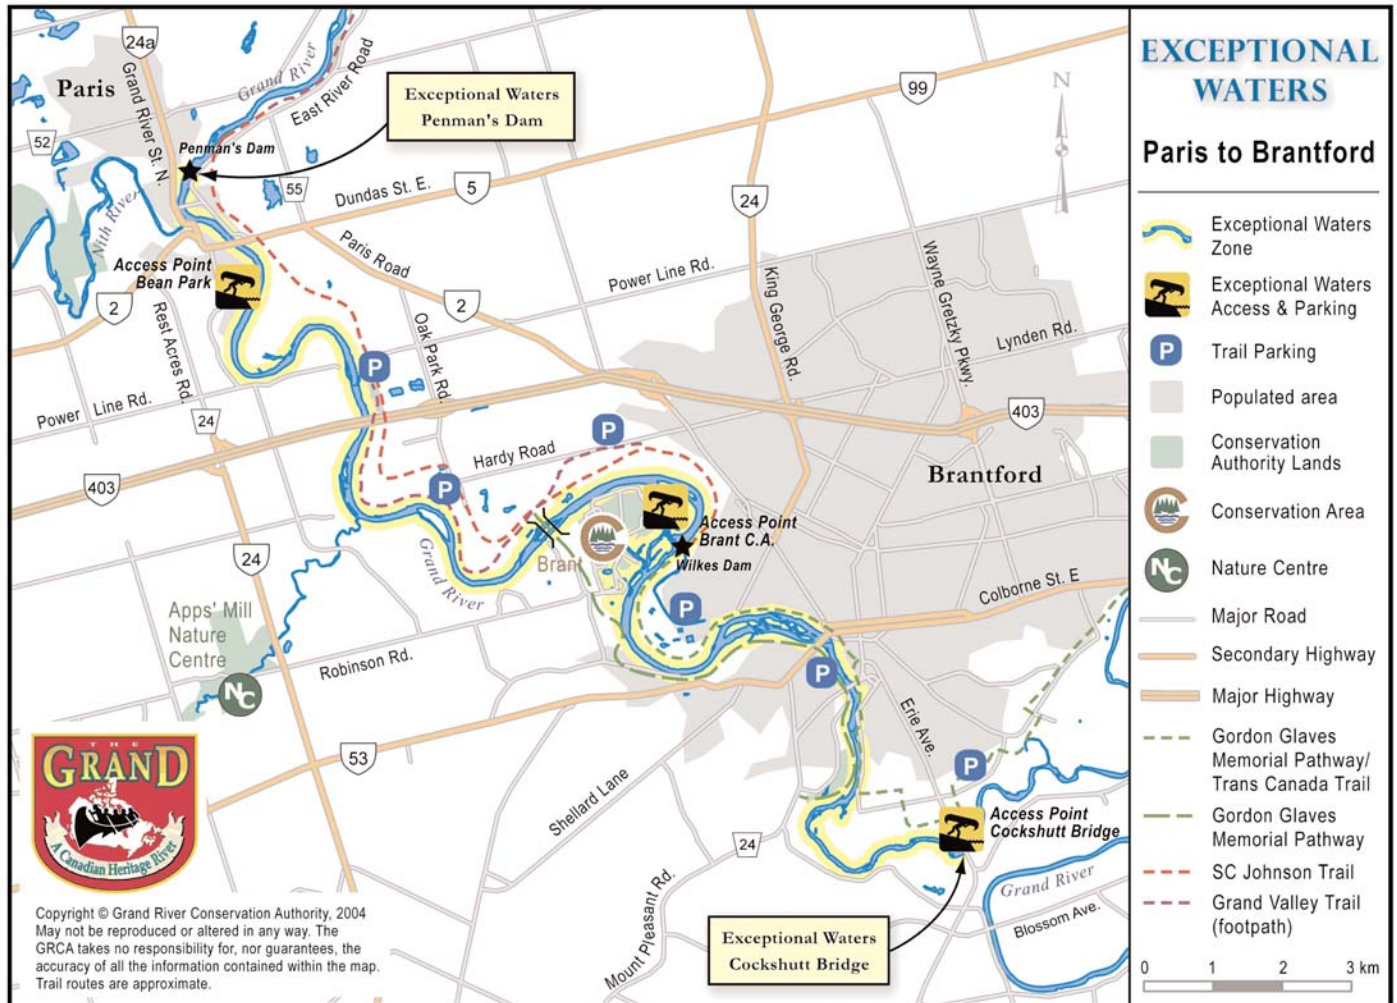 24a
Paris
Grand River St. N.
Grand River
East River Road
Exceptional Waters
Penman's Dam
99
52
Penman's Dam
55
Dundas St. E.
5
24
Nith River
Paris Road
Access Point
Bean Park
2
2
Power Line Rd.
King George Rd.
Wayne Gretzky Pkwy.
Lynden Rd.
Rest Acres Rd.
Oak Park Rd.
P
Power Line Rd.
24
403
403
Hardy Road
P
Brantford
P
Access Point
Brant C.A.
Wilkes Dam
Brant
Grand River
24
Colborne St. E
Apps' Mill
Nature
Centre
NC
Robinson Rd.
P
P
53
Erie Ave.
P
Shellard Lane
Access Point
Cockshutt Bridge
24
Mount Pleasant Rd.
Grand River
Blossom Ave.
Exceptional Waters
Cockshutt Bridge
THE
GRAND
A Canadian Heritage River
Copyright © Grand River Conservation Authority, 2004
May not be reproduced or altered in any way. The
GRCA takes no responsibility for, nor guarantees, the
accuracy of all the information contained within the map.
Trail routes are approximate.
EXCEPTIONAL
WATERS
Paris to Brantford
N
Exceptional Waters
Zone
Exceptional Waters
Access & Parking
P
Trail Parking
Populated area
Conservation
Authority Lands
Conservation Area
NC
Nature Centre
Major Road
Secondary Highway
Major Highway
Gordon Glaves
Memorial Pathway/
Trans Canada Trail
Gordon Glaves
Memorial Pathway
SC Johnson Trail
Grand Valley Trail
(footpath)
0 1 2 3 km